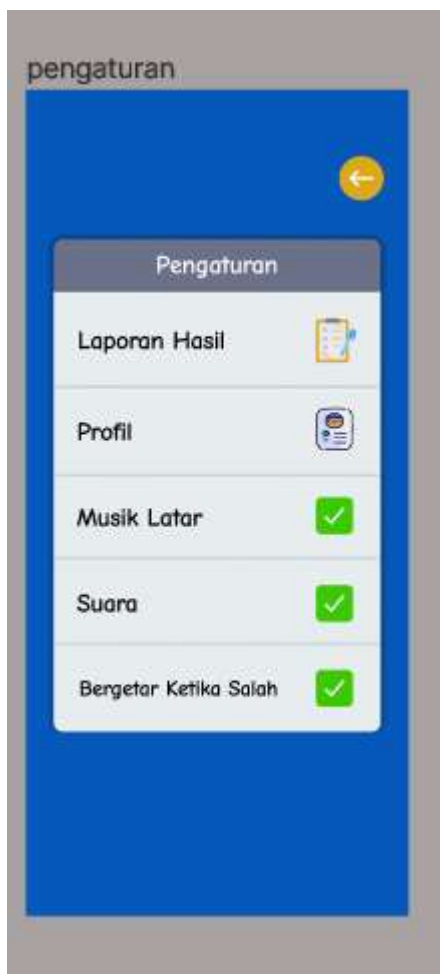 pengaturan
Pengaturan
Laporan Hasil
Profil
Musik Latar
Suara
Bergetar Ketika Salah